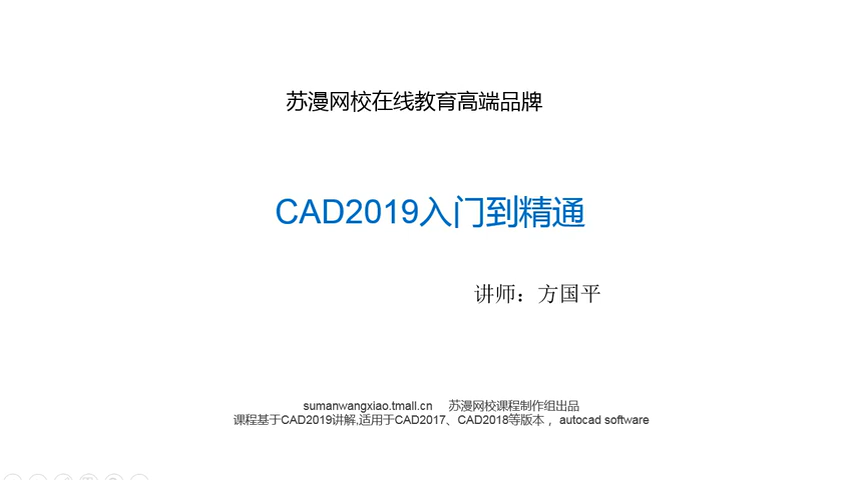 苏漫网校在线教育高端品牌
CAD2019入门到精通
讲师：方国平
sumanwangxiao.tmall.cn 苏漫网校课程制作组出品
课程基于CAD2019讲解,适用于CAD2017、CAD2018等版本， autocad software